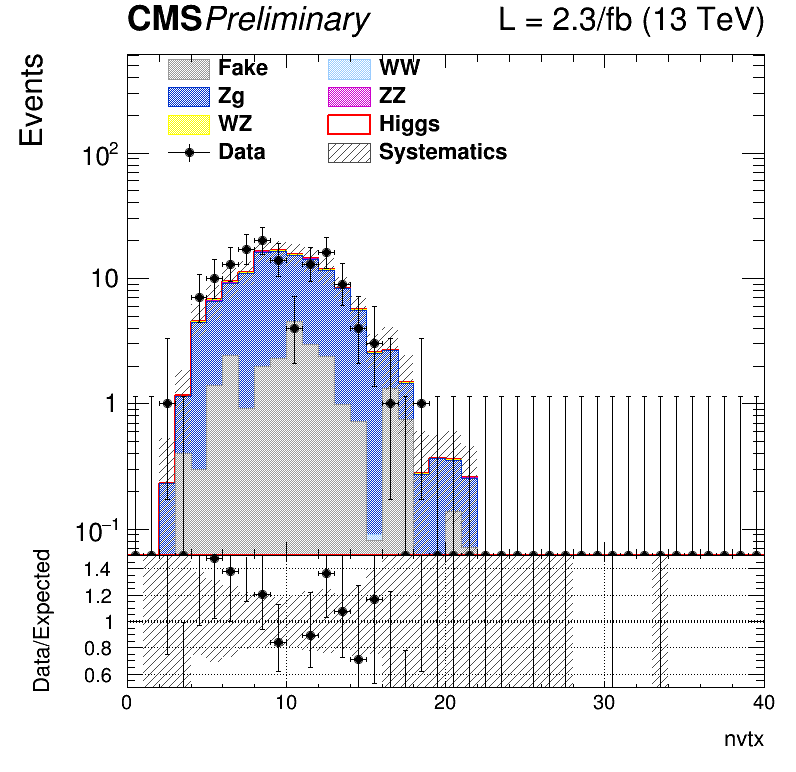 CMS Preliminary L = 2.3/fb (13 TeV)
Events
Fake WW
Zg ZZ
WZ Higgs
Data Systematics
10²
10
1
10⁻¹
Data/Expected
1.4
1.2
1
0.8
0.6
0 10 20 30 40
nvtx